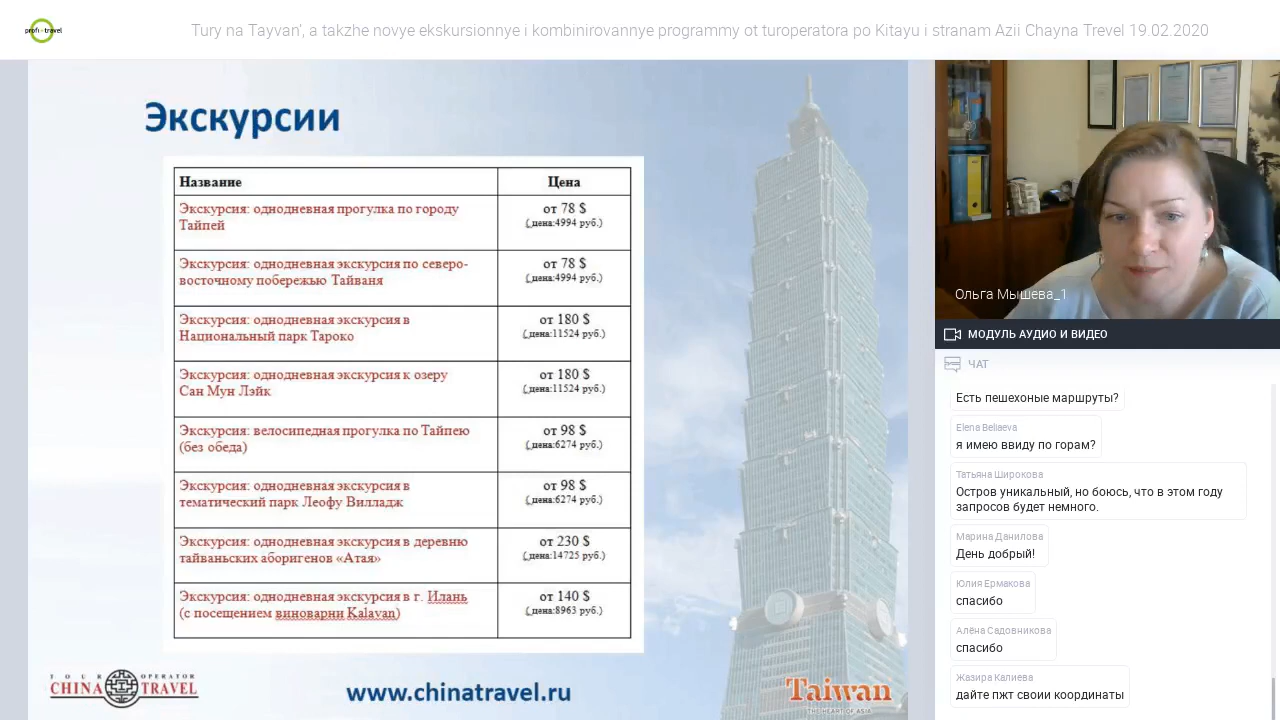 profi travel
Tury na Tayvan', a takzhe novye ekskursionnye i kombinirovannye programmy ot turoperatora po Kitayu i stranam Azii Chayna Trevel 19.02.2020
Экскурсии
Название Цена
Экскурсия: однодневная прогулка по городу
Тайпей
от 78 $
(цена:4994 руб.)
Экскурсия: однодневная экскурсия по северо-
восточному побережью Тайваня
от 78 $
(цена:4994 руб.)
Экскурсия: однодневная экскурсия в
Национальный парк Тароко
от 180 $
(цена:11524 руб.)
Экскурсия: однодневная экскурсия к озеру
Сан Мун Лэйк
от 180 $
(цена:11524 руб.)
Экскурсия: велосипедная прогулка по Тайпею
(без обеда)
от 98 $
(цена:6274 руб.)
Экскурсия: однодневная экскурсия в
тематический парк Леофу Вилладж
от 98 $
(цена:6274 руб.)
Экскурсия: однодневная экскурсия в деревню
тайваньских аборигенов «Атая»
от 230 $
(цена:14725 руб.)
Экскурсия: однодневная экскурсия в г. Илань
(с посещением виноварни Kalavan)
от 140 $
(цена:8963 руб.)
TOUR OPERATOR
CHINA TRAVEL
www.chinatravel.ru
Taiwan
THE HEART OF ASIA
Ольга Мышева_1
МОДУЛЬ АУДИО И ВИДЕО
ЧАТ
Есть пешехоные маршруты?
Elena Beliaeva
я имею ввиду по горам?
Татьяна Широкова
Остров уникальный, но боюсь, что в этом году
запросов будет немного.
Марина Данилова
День добрый!
Юлия Ермакова
спасибо
Алёна Садовникова
спасибо
Жазира Калиева
дайте пжт своии координаты